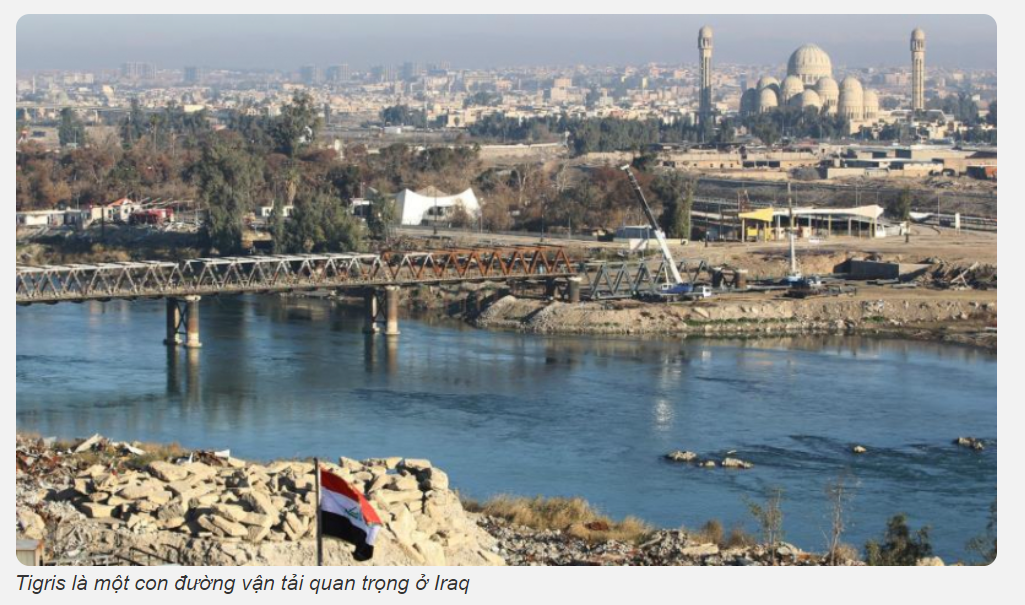 Tigris là một con đường vận tải quan trọng ở Iraq